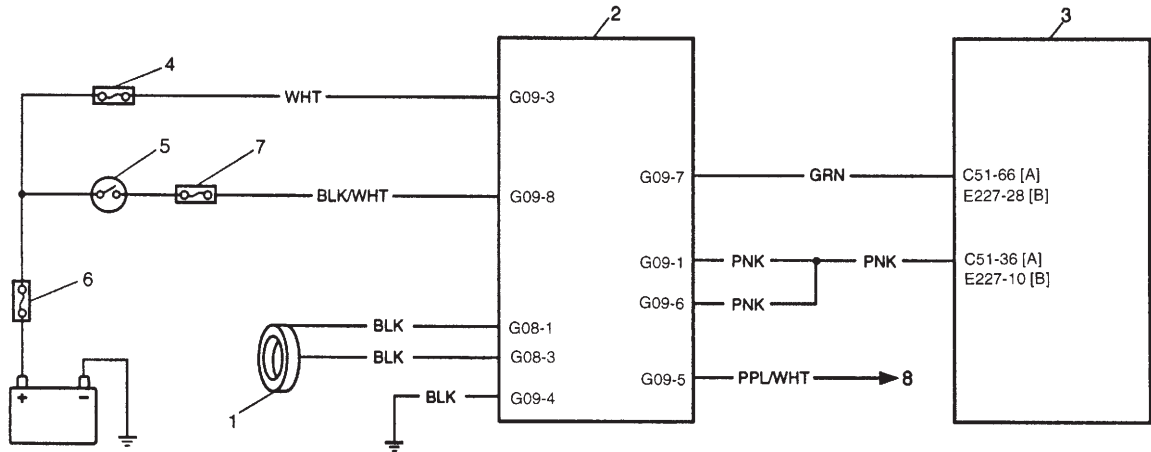 2
3
4
WHT
G09-3
5
7
BLK/WHT
G09-8
G09-7
GRN
C51-66 [A]
E227-28 [B]
G09-1
PNK
PNK
C51-36 [A]
E227-10 [B]
6
G09-6
PNK
BLK
G08-1
BLK
G08-3
G09-5
PPL/WHT
8
1
BLK
G09-4
+
-